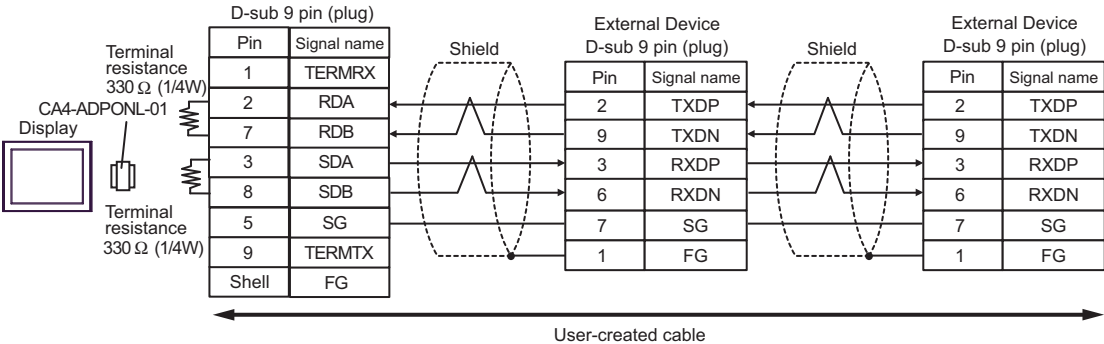 D-sub 9 pin (plug)
Pin Signal name
1 TERMRX
2 RDA
7 RDB
3 SDA
8 SDB
5 SG
9 TERMTX
Shell FG
Terminal
resistance
330 Ω (1/4W)
CA4-ADPONL-01
Display
Terminal
resistance
330 Ω (1/4W)
Shield
External Device
D-sub 9 pin (plug)
Pin Signal name
2 TXDP
9 TXDN
3 RXDP
6 RXDN
7 SG
1 FG
Shield
External Device
D-sub 9 pin (plug)
Pin Signal name
2 TXDP
9 TXDN
3 RXDP
6 RXDN
7 SG
1 FG
User-created cable